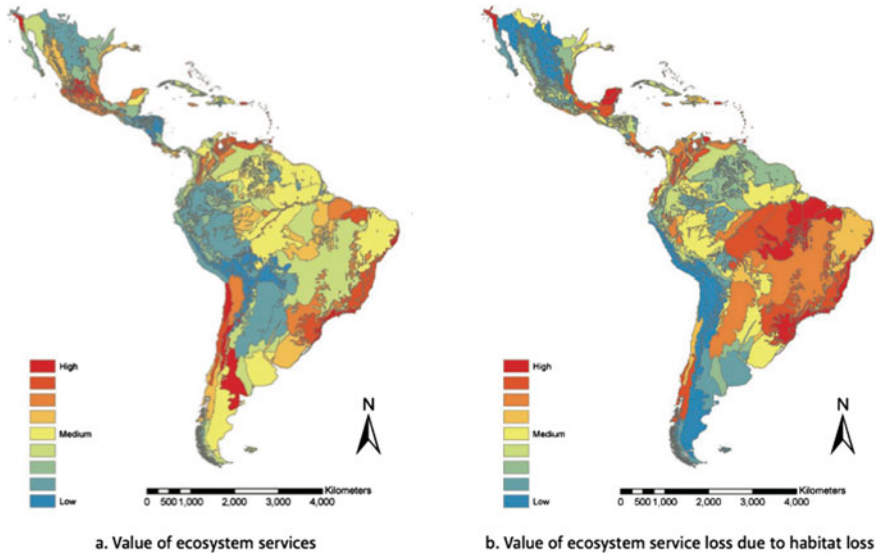 High
Medium
Low
N
Kilometers
0 500 1,000 2,000 3,000 4,000
a. Value of ecosystem services
High
Medium
Low
N
Kilometers
0 500 1,000 2,000 3,000 4,000
b. Value of ecosystem service loss due to habitat loss